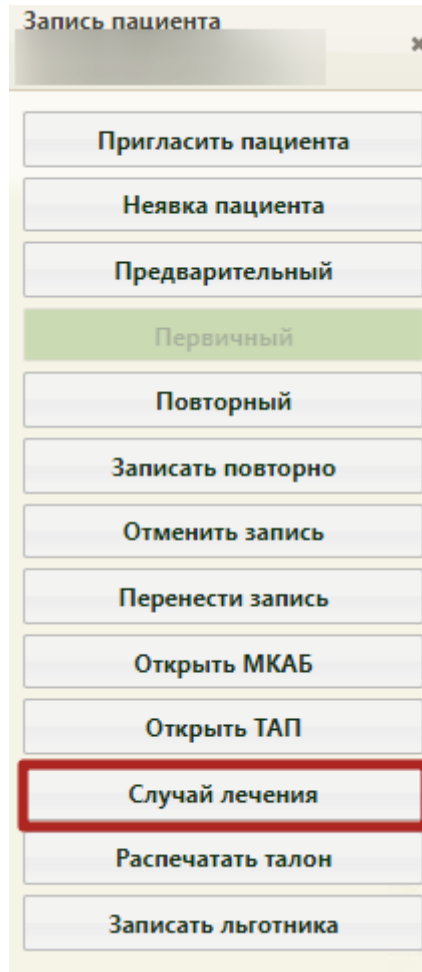 Запись пациента
Пригласить пациента
Неявка пациента
Предварительный
Первичный
Повторный
Записать повторно
Отменить запись
Перенести запись
Открыть МКАБ
Открыть ТАП
Случай лечения
Распечатать талон
Записать льготника